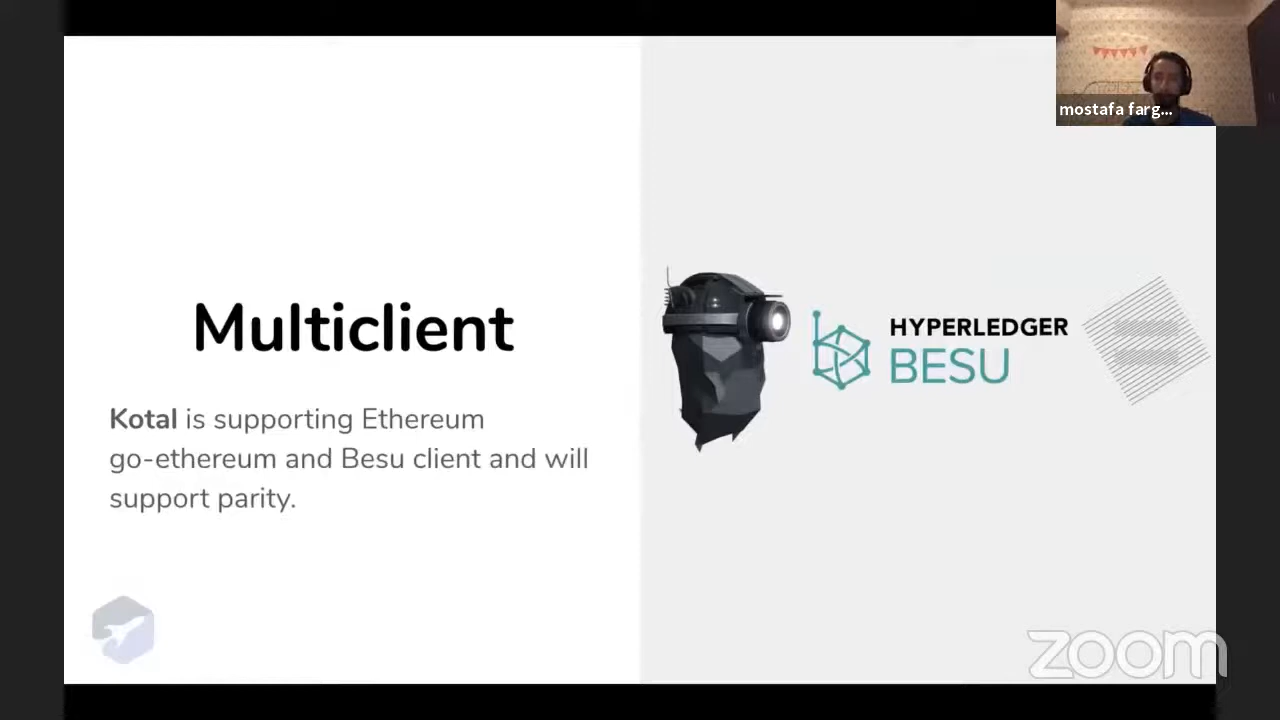 mostafa farg...
Multiclient
Kotal is supporting Ethereum
go-ethereum and Besu client and will
support parity.
HYPERLEDGER
BESU
zoom